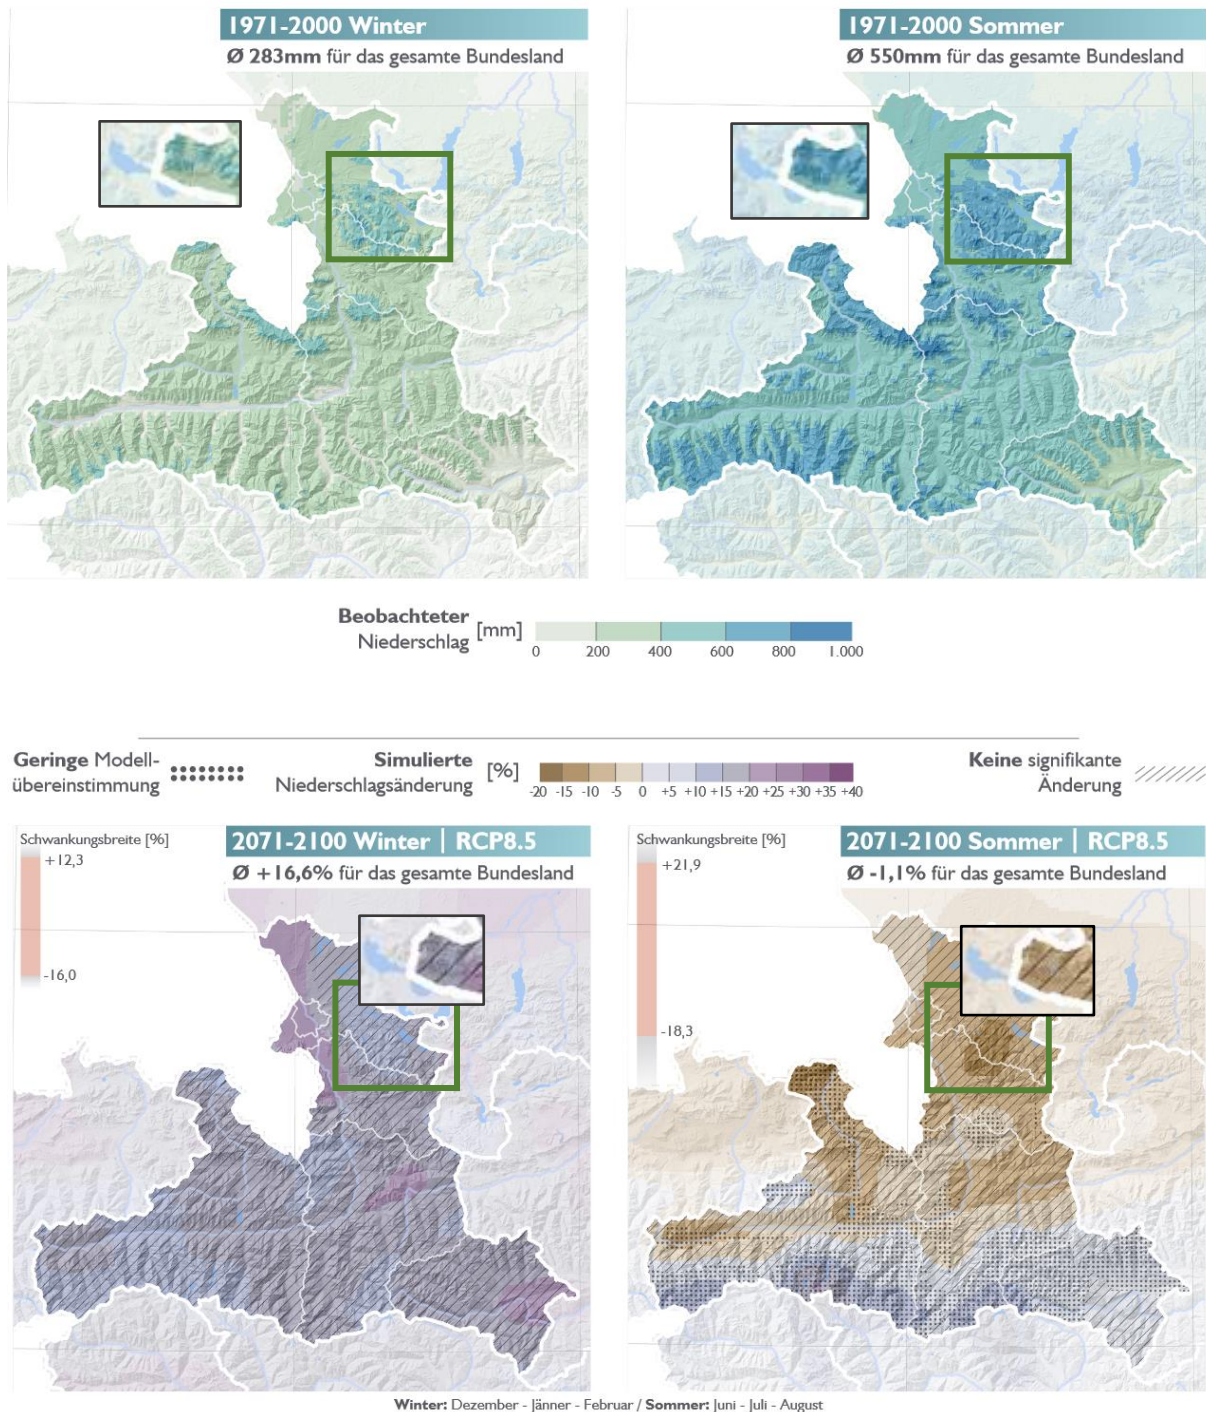 1971-2000 Winter
Ø 283mm für das gesamte Bundesland
1971-2000 Sommer
Ø 550mm für das gesamte Bundesland
Beobachteter
Niederschlag
[mm]
0 200 400 600 800 1.000
Geringe Modell-
übereinstimmung
Simulierte
Niederschlagsänderung
[%]
-20 -15 -10 -5 0 +5 +10 +15 +20 +25 +30 +35 +40
Keine signifikante
Änderung
Schwankungsbreite [%]
+12,3
-16,0
2071-2100 Winter | RCP8.5
Ø +16,6% für das gesamte Bundesland
Schwankungsbreite [%]
+21,9
-18,3
2071-2100 Sommer | RCP8.5
Ø -1,1% für das gesamte Bundesland
Winter: Dezember - Jänner - Februar / Sommer: Juni - Juli - August